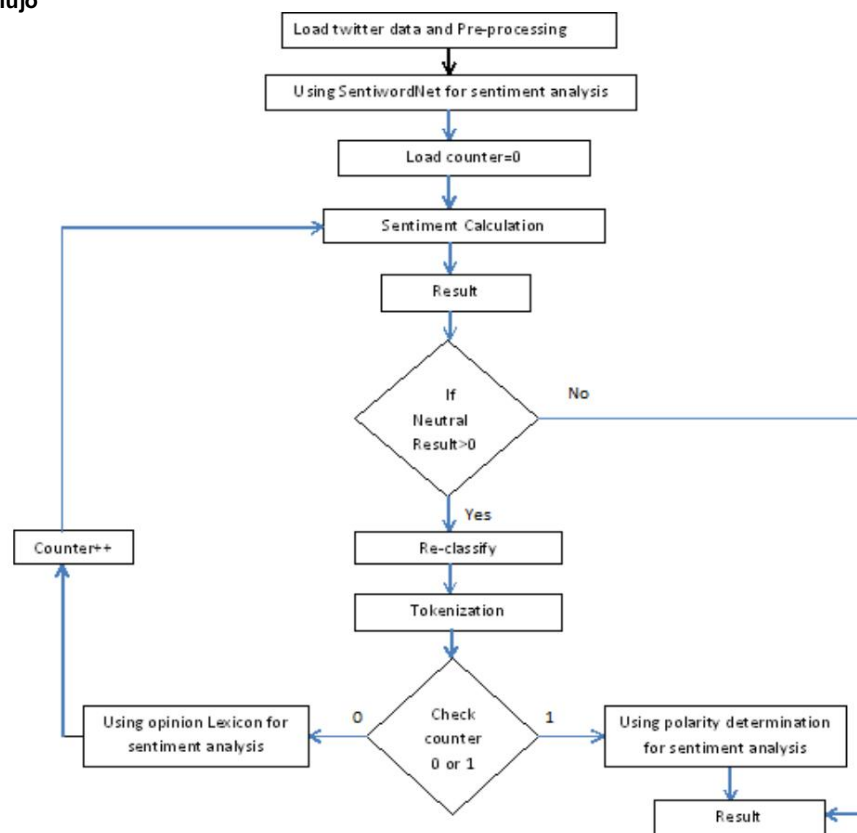 Load twitter data and Pre-processing
Using SentiwordNet for sentiment analysis
Load counter=0
Sentiment Calculation
Result
If
Neutral
Result>0
No
Yes
Counter++
Re-classify
Tokenization
Using opinion Lexicon for
sentiment analysis
0
Check
counter
0 or 1
1
Using polarity determination
for sentiment analysis
Result